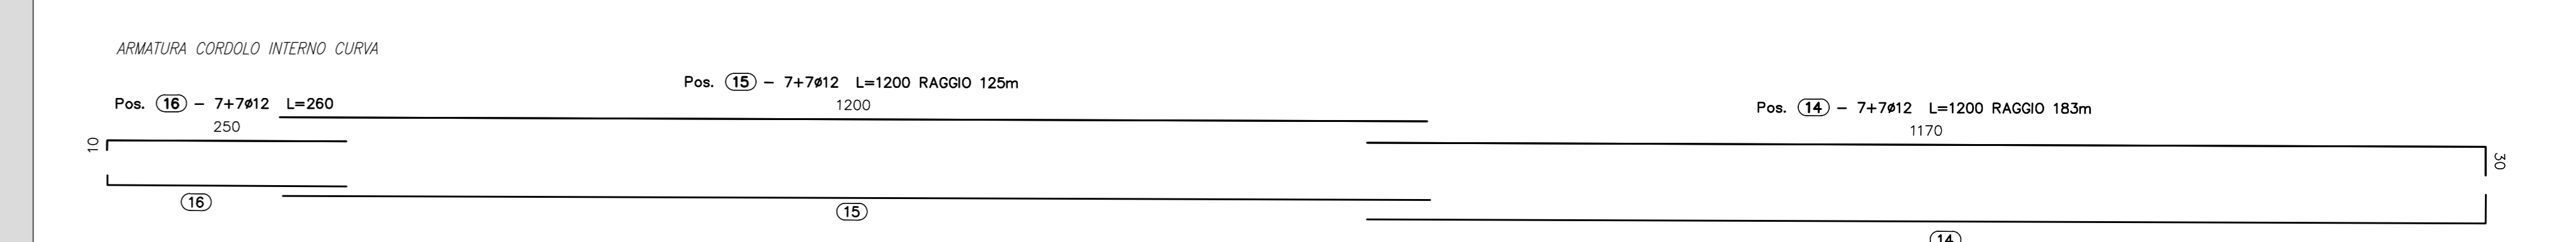 ARMATURA CORDOLO INTERNO CURVA
Pos. 16 – 7+7ø12 L=260
250
10
16
Pos. 15 – 7+7ø12 L=1200 RAGGIO 125m
1200
15
Pos. 14 – 7+7ø12 L=1200 RAGGIO 183m
1170
30
14